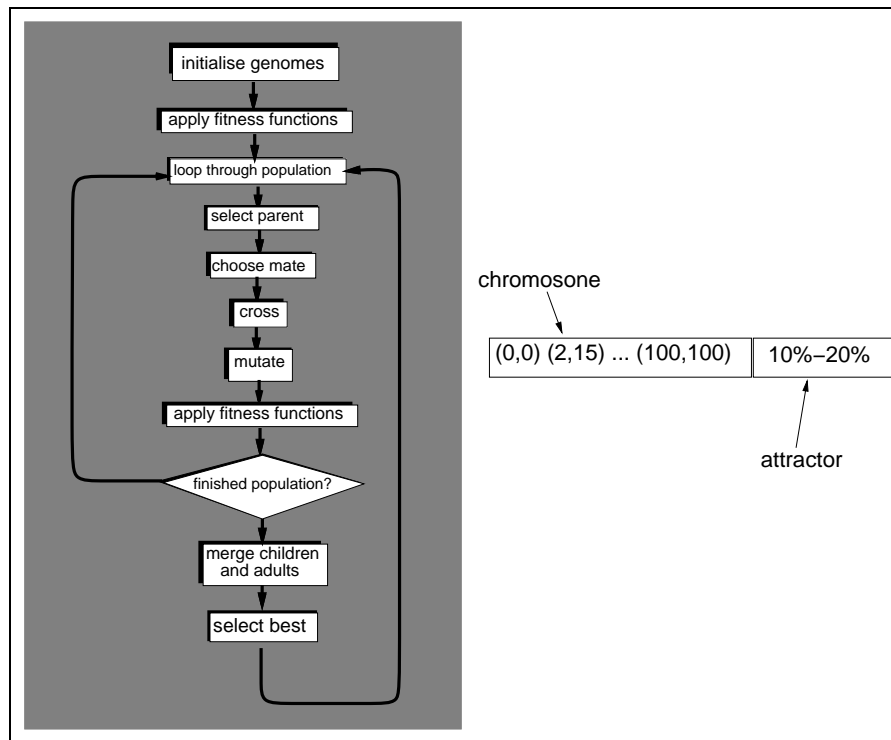 initialise genomes
apply fitness functions
loop through population
select parent
choose mate
cross
mutate
apply fitness functions
finished population?
merge children
and adults
select best
chromosone
(0,0) (2,15) ... (100,100)
10%−20%
attractor